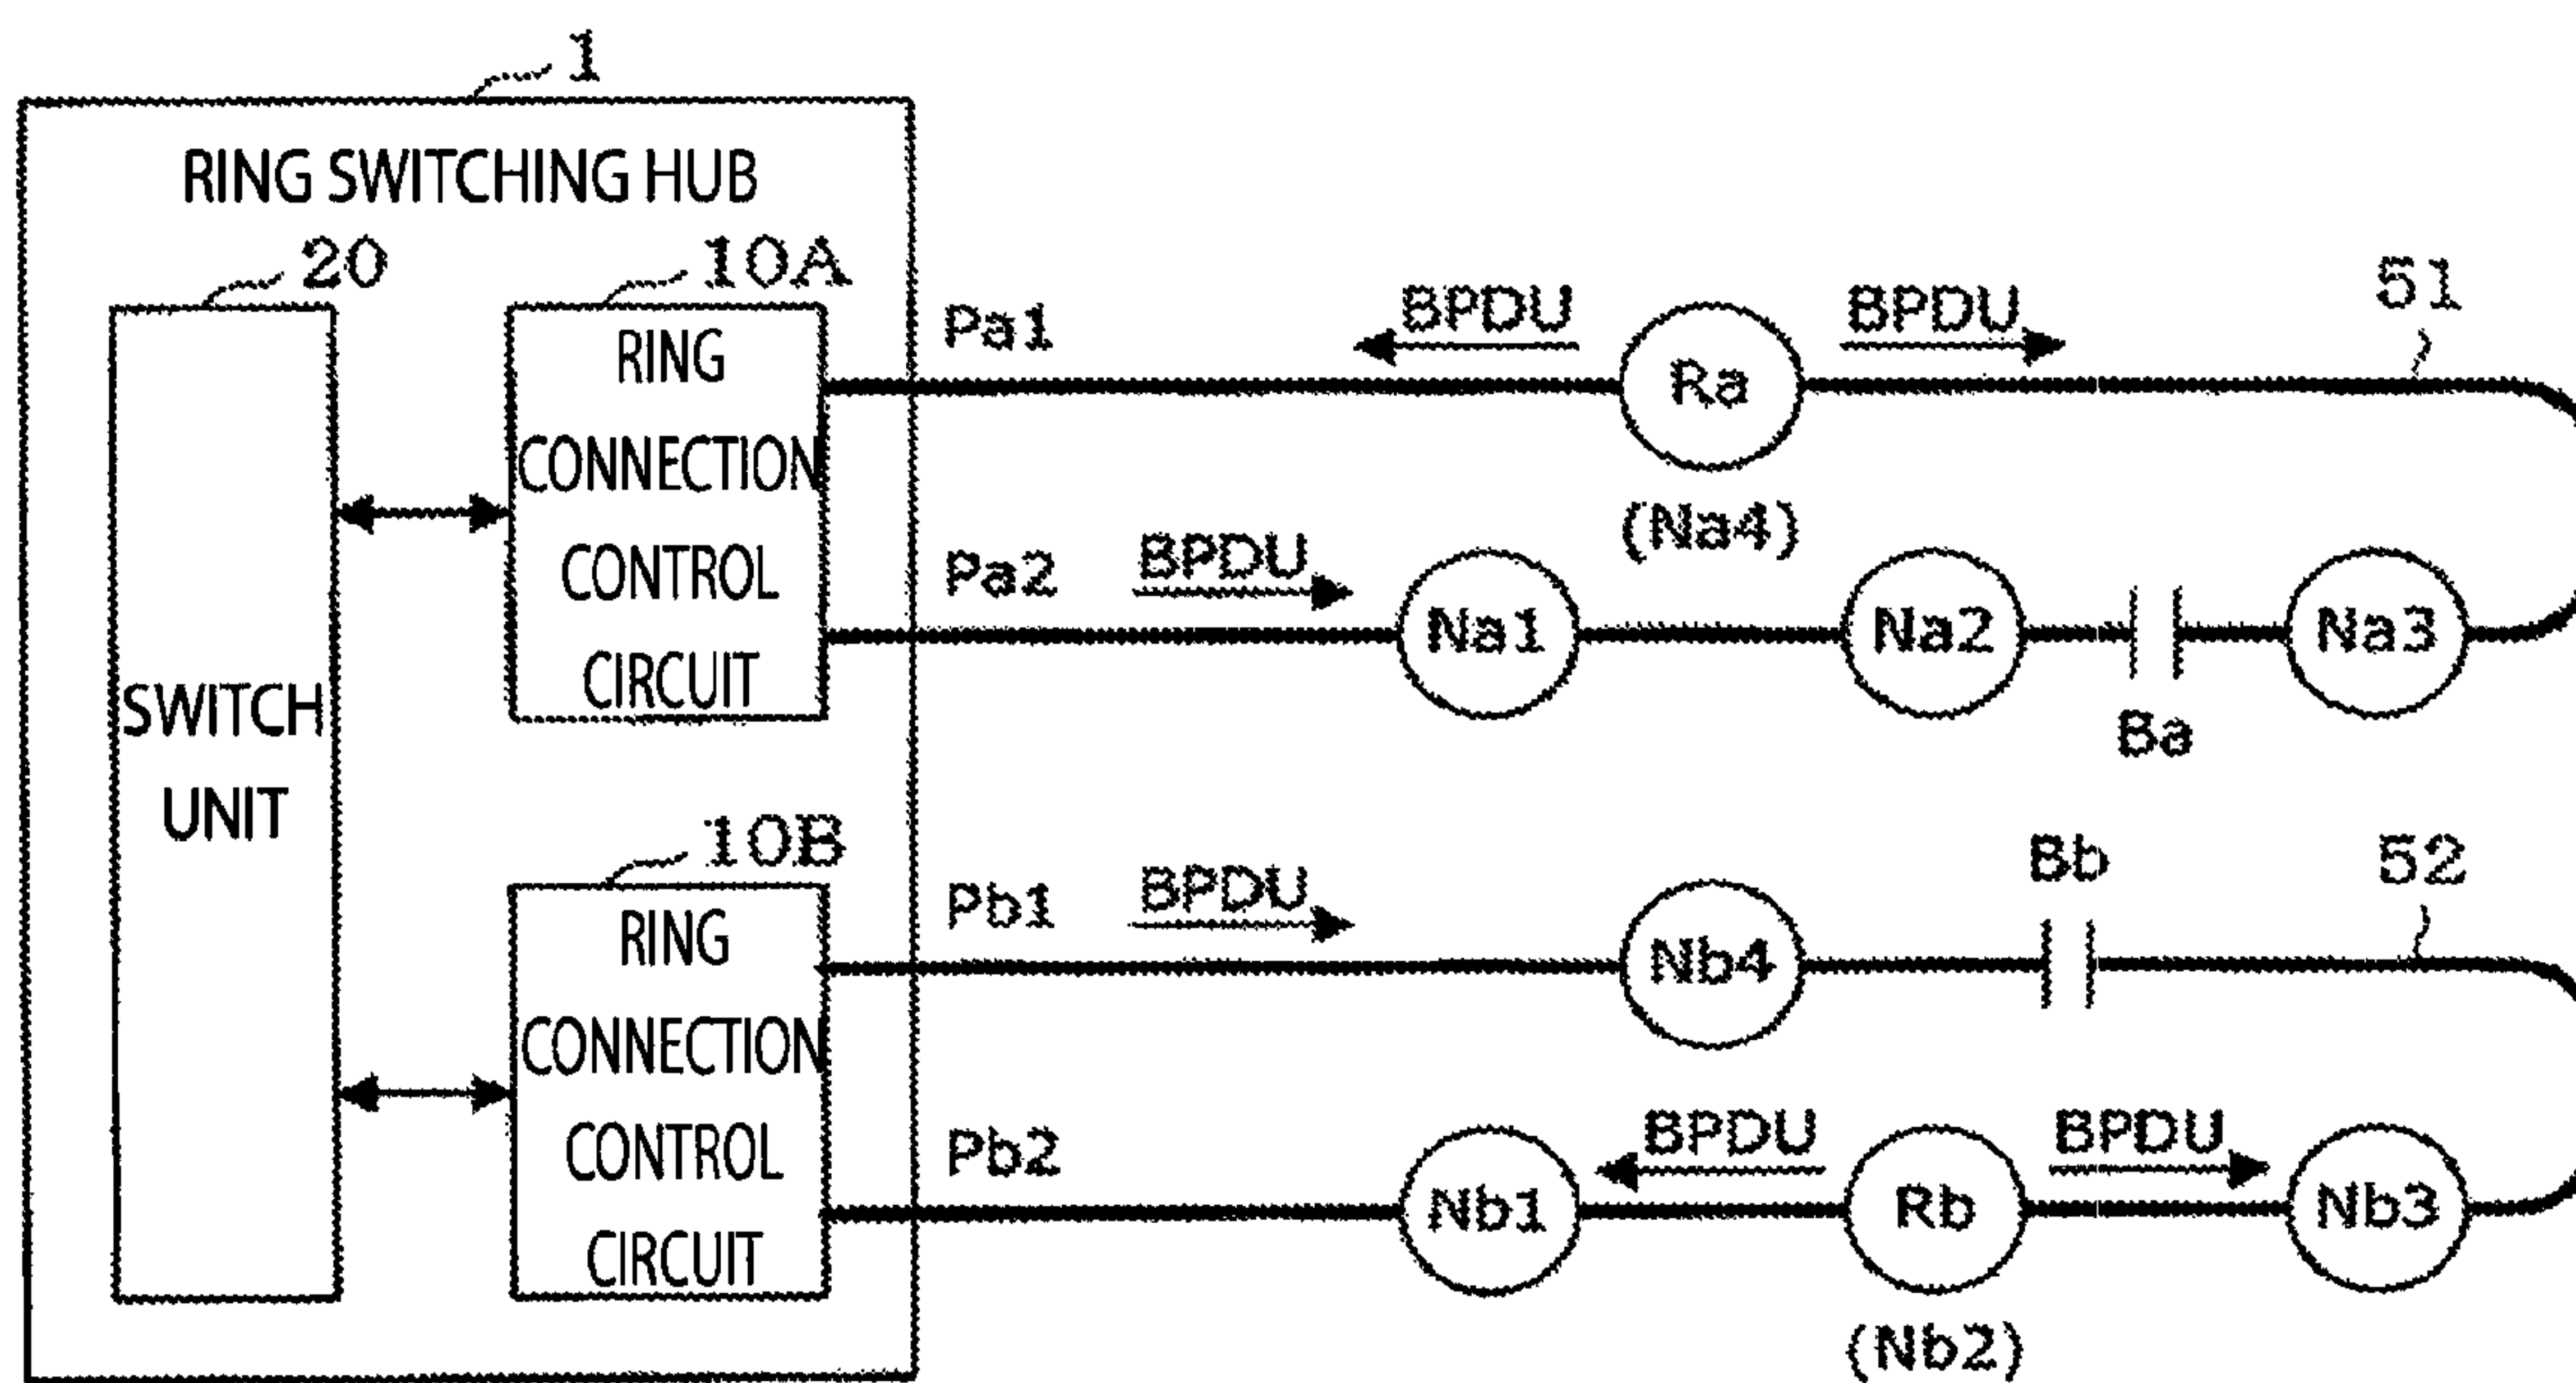 1
RING SWITCHING HUB
20
10A
SWITCH
UNIT
RING
CONNECTION
CONTROL
CIRCUIT
Pa1
BPDU
BPDU
51
Ra
(Na4)
Pa2
BPDU
Na1
Na2
Na3
Ba
10B
RING
CONNECTION
CONTROL
CIRCUIT
Pb1
BPDU
Bb
52
Nb4
Pb2
BPDU
BPDU
Nb1
Rb
Nb3
(Nb2)